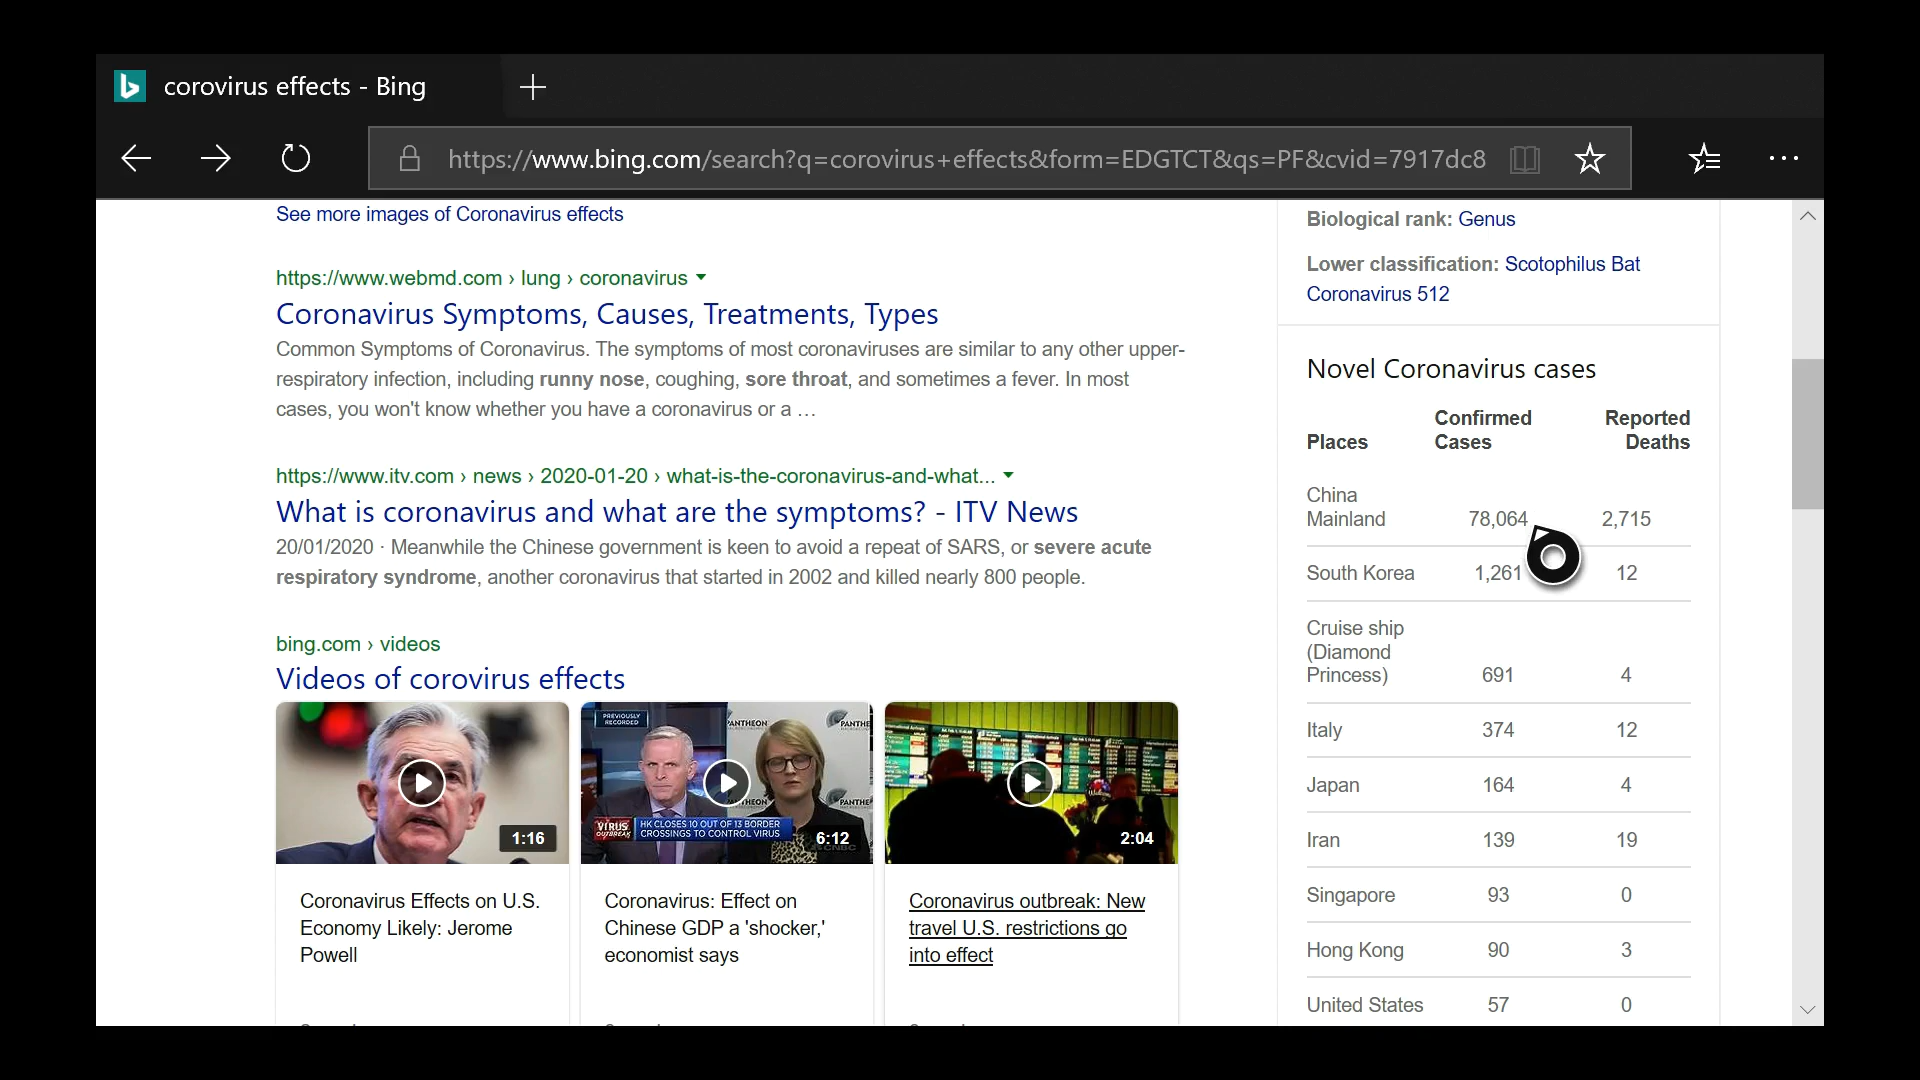 corovirus effects - Bing
https://www.bing.com/search?q=corovirus+effects&form=EDGTCT&qs=PF&cvid=7917dc8
See more images of Coronavirus effects
https://www.webmd.com › lung › coronavirus
Coronavirus Symptoms, Causes, Treatments, Types
Common Symptoms of Coronavirus. The symptoms of most coronaviruses are similar to any other upper-
respiratory infection, including runny nose, coughing, sore throat, and sometimes a fever. In most
cases, you won't know whether you have a coronavirus or a …
https://www.itv.com › news › 2020-01-20 › what-is-the-coronavirus-and-what...
What is coronavirus and what are the symptoms? - ITV News
20/01/2020 · Meanwhile the Chinese government is keen to avoid a repeat of SARS, or severe acute
respiratory syndrome, another coronavirus that started in 2002 and killed nearly 800 people.
bing.com › videos
Videos of corovirus effects
1:16
PREVIOUSLY
RECORDED
PANTHEON
PANTHE
VIRUS
OUTBREAK
HK CLOSES 10 OUT OF 13 BORDER
CROSSINGS TO CONTROL VIRUS
CNBC
6:12
2:04
Coronavirus Effects on U.S.
Economy Likely: Jerome
Powell
Coronavirus: Effect on
Chinese GDP a 'shocker,'
economist says
Coronavirus outbreak: New
travel U.S. restrictions go
into effect
Biological rank: Genus
Lower classification: Scotophilus Bat
Coronavirus 512
Novel Coronavirus cases
Places Confirmed Cases Reported Deaths
China
Mainland 78,064 2,715
South Korea 1,261 12
Cruise ship
(Diamond
Princess) 691 4
Italy 374 12
Japan 164 4
Iran 139 19
Singapore 93 0
Hong Kong 90 3
United States 57 0